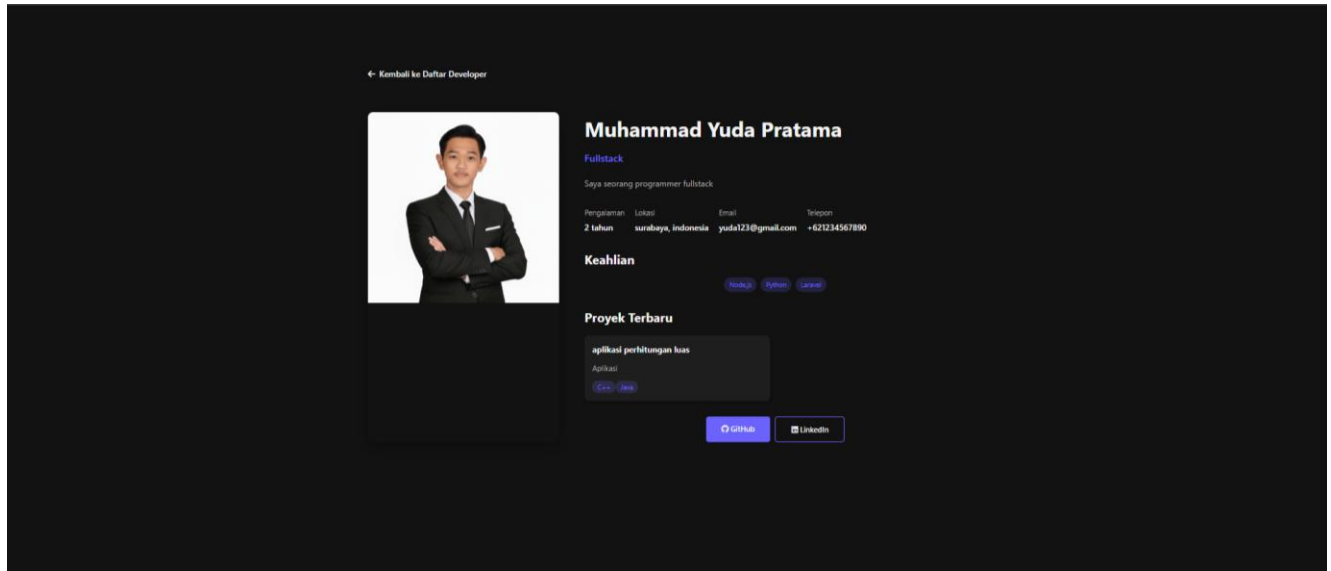 ← Kembali ke Daftar Developer
Muhammad Yuda Pratama
Fullstack
Saya seorang programmer fullstack
Pengalaman Lokasi Email Telepon
2 tahun surabaya, indonesia yuda123@gmail.com +621234567890
Keahlian
Node.js Python Laravel
Proyek Terbaru
aplikasi perhitungan luas
Aplikasi
C++ Java
GitHub LinkedIn